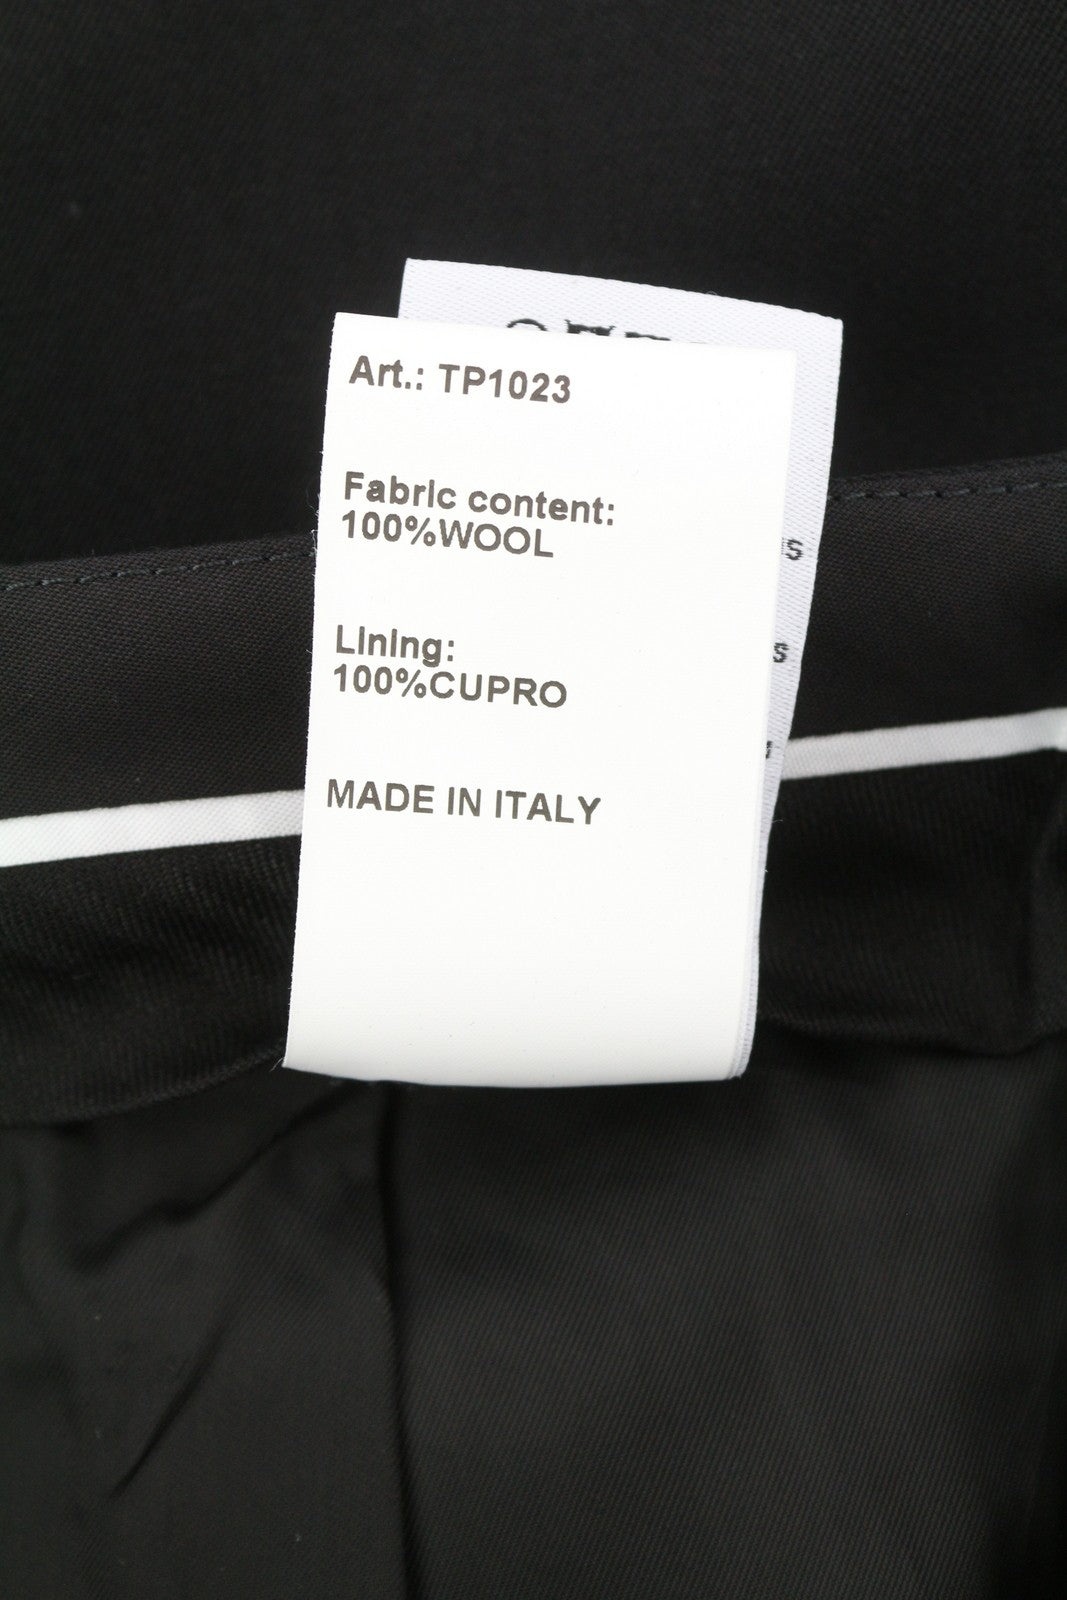 Art.: TP1023
Fabric content:
100%WOOL
Lining:
100%CUPRO
MADE IN ITALY